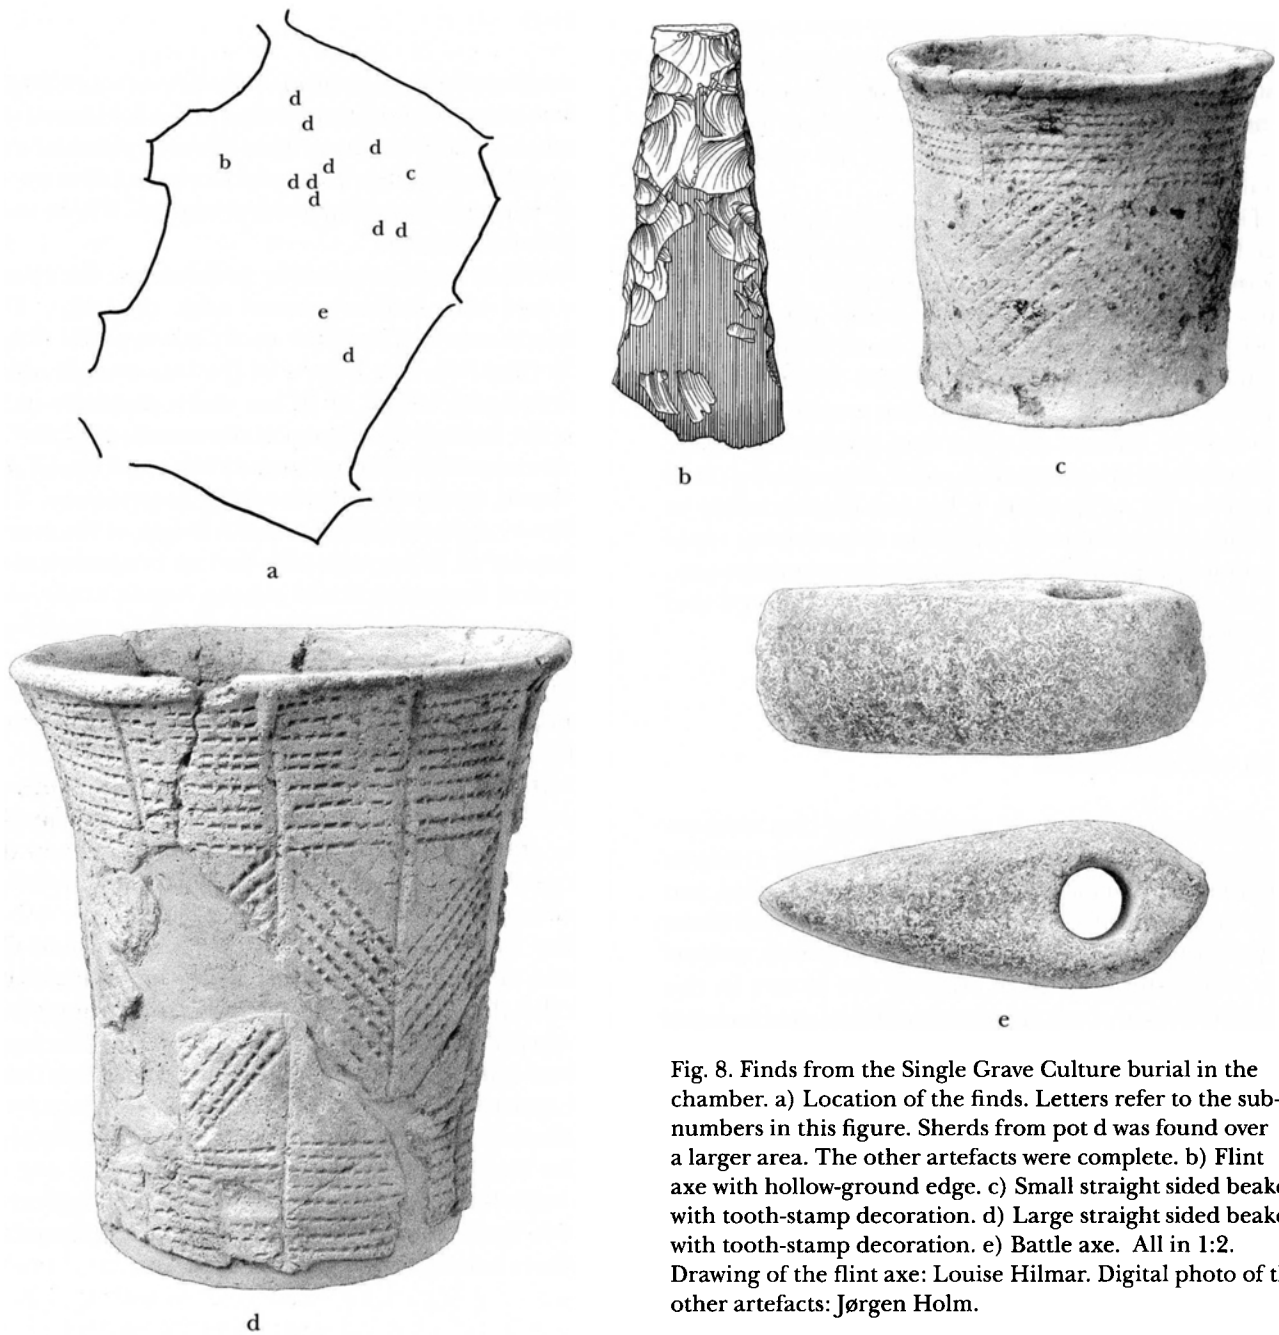 d
d
d
b
d
c
d d
d
d d
e
d
a
b
c
d
e
Fig. 8. Finds from the Single Grave Culture burial in the
chamber. a) Location of the finds. Letters refer to the sub-
numbers in this figure. Sherds from pot d was found over
a larger area. The other artefacts were complete. b) Flint
axe with hollow-ground edge. c) Small straight sided beake
with tooth-stamp decoration. d) Large straight sided beake
with tooth-stamp decoration. e) Battle axe. All in 1:2.
Drawing of the flint axe: Louise Hilmar. Digital photo of t
other artefacts: Jørgen Holm.